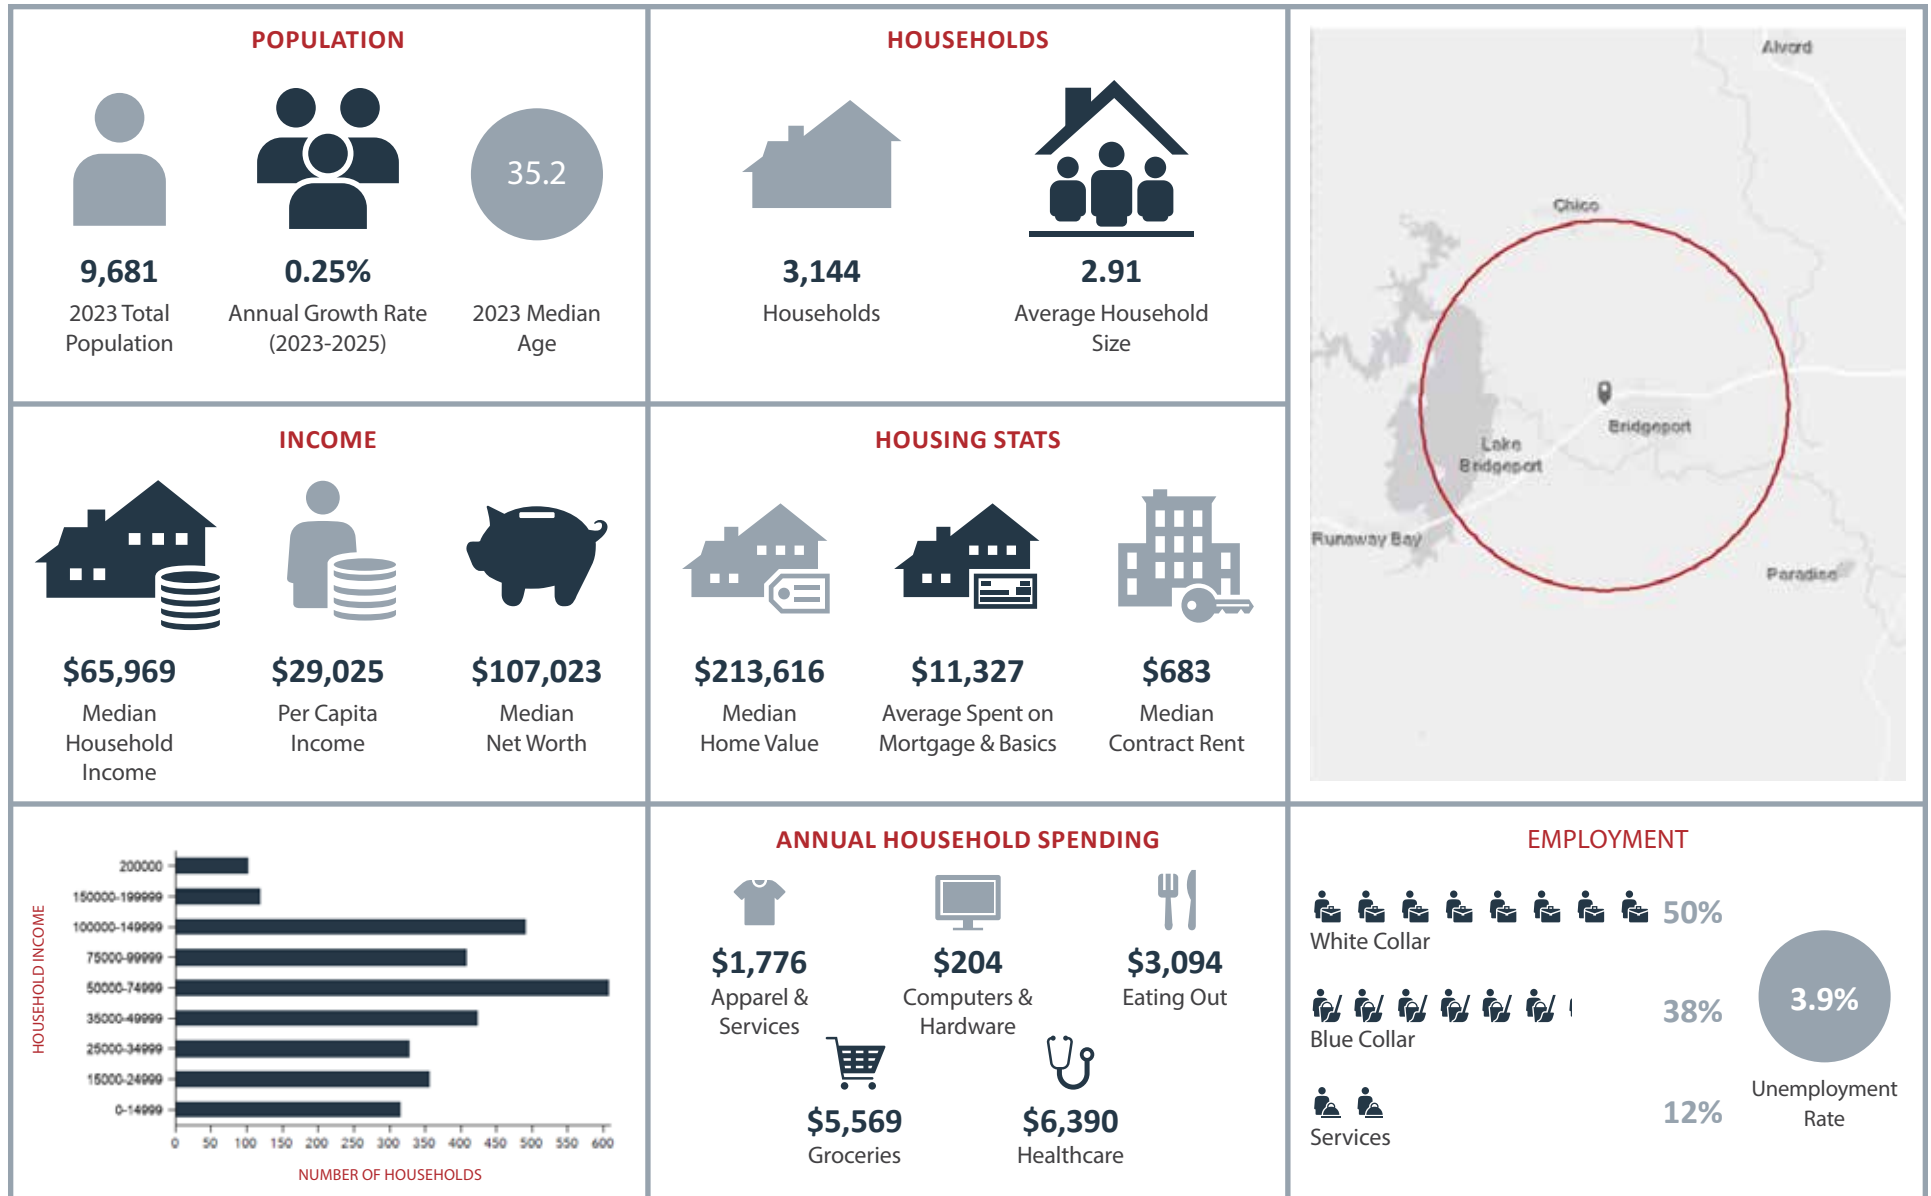 POPULATION
35.2
9,681
2023 Total
Population
0.25%
Annual Growth Rate
(2023-2025)
2023 Median
Age
HOUSEHOLDS
3,144
Households
2.91
Average Household
Size
Alvord
Chico
Bridgeport
Lake
Bridgeport
Runaway Bay
Paradise
INCOME
$65,969
Median
Household
Income
$29,025
Per Capita
Income
$107,023
Median
Net Worth
HOUSING STATS
$213,616
Median
Home Value
$11,327
Average Spent on
Mortgage & Basics
$683
Median
Contract Rent
HOUSEHOLD INCOME
200000
150000-199999
100000-149999
75000-99999
50000-74999
35000-49999
25000-34999
15000-24999
0-14999
0 50 100 150 200 250 300 350 400 450 500 550 600
NUMBER OF HOUSEHOLDS
ANNUAL HOUSEHOLD SPENDING
$1,776
Apparel &
Services
$204
Computers &
Hardware
$3,094
Eating Out
$5,569
Groceries
$6,390
Healthcare
EMPLOYMENT
50%
White Collar
38%
Blue Collar
12%
Services
3.9%
Unemployment
Rate